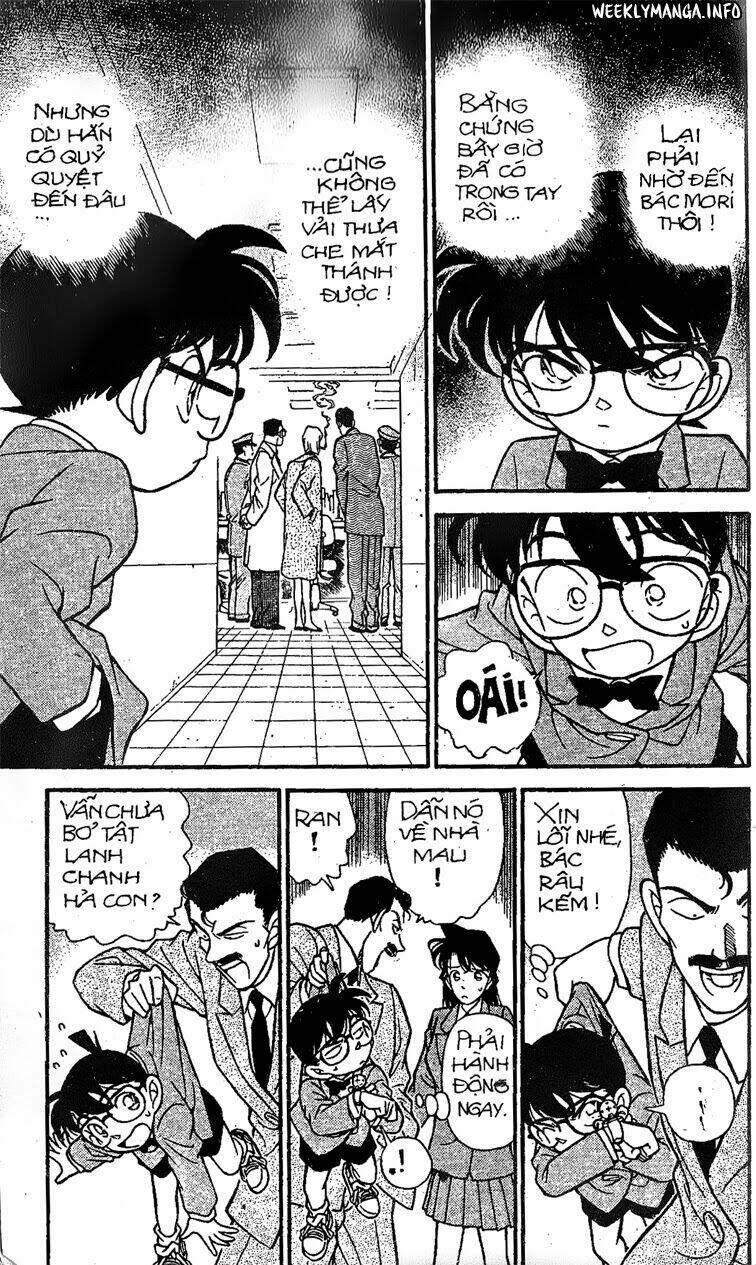 WEEKLYMANGA.INFO
NHƯNG
DÙ HẮN
CÓ QUỶ
QUYỆT
ĐẾN ĐÂU
...
...CŨNG
KHÔNG
THỂ LẤY
VẢI THƯA
CHE MẮT
THÁNH
ĐƯỢC !
BẰNG
CHỨNG
BÂY GIỜ
ĐÃ CÓ
TRONG TAY
RỒI ...
LẠI
PHẢI
NHỜ ĐẾN
BÁC MORI
THÔI !
OÁI!
VẪN CHƯA
BỎ TẬT
LANH
CHANH
HẢ CON?
RAN
!
DẪN NÓ
VỀ NHÀ
MAU
!
PHẢI
HÀNH
ĐỘNG
NGAY.
!
XIN
LỖI NHÉ,
BÁC
RÂU
KẼM !
...